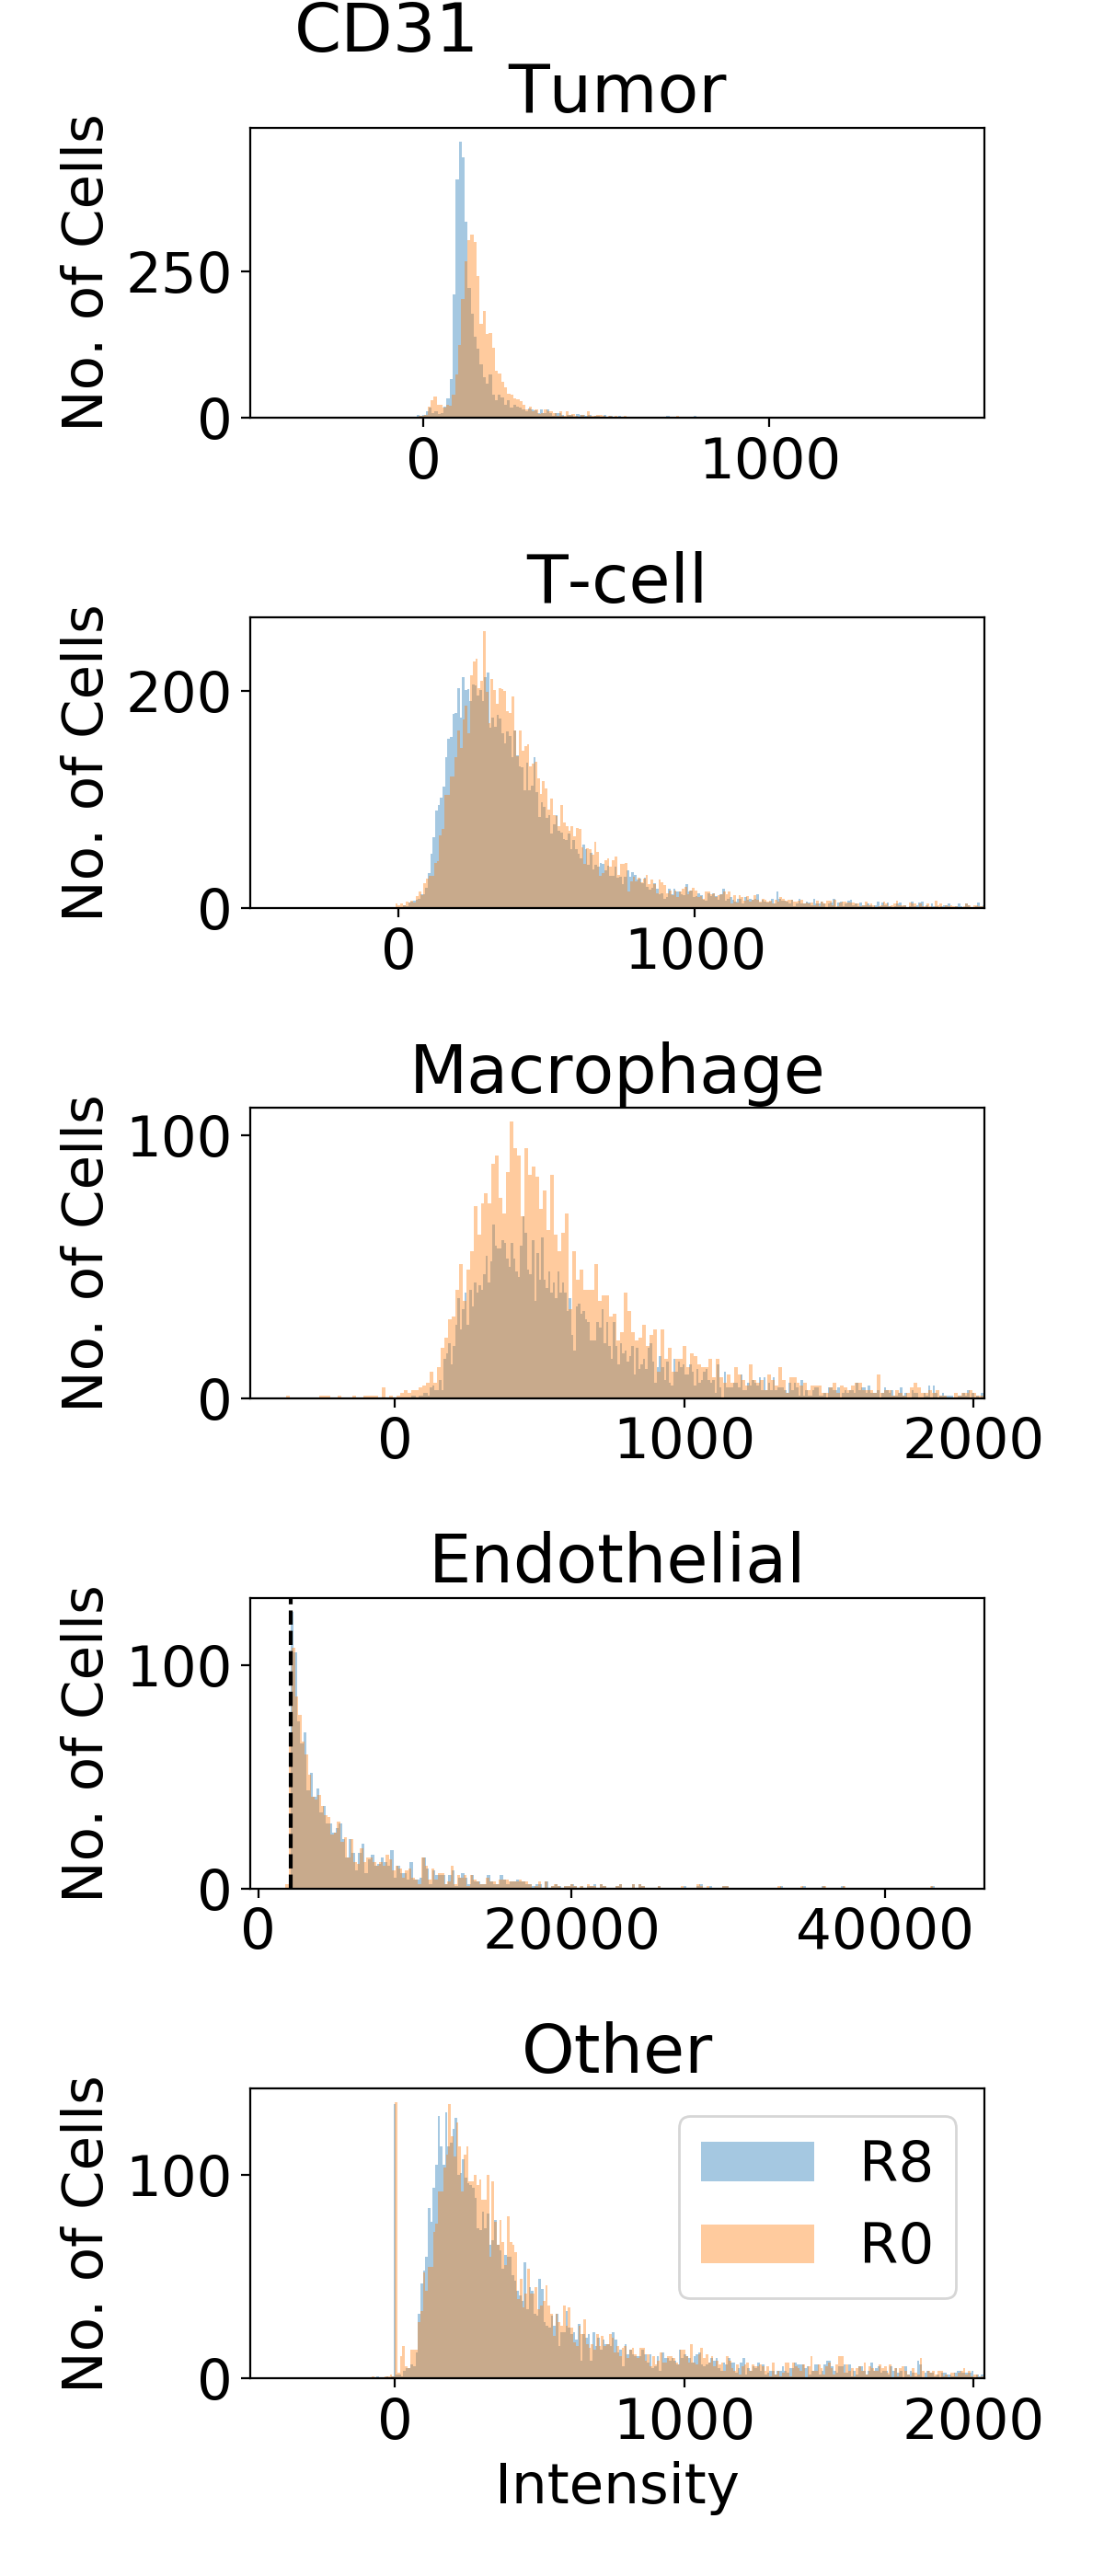 CD31
Tumor
No. of Cells
250
0
0 1000
T-cell
No. of Cells
200
0
0 1000
Macrophage
No. of Cells
100
0
0 1000 2000
Endothelial
No. of Cells
100
0
0 20000 40000
Other
No. of Cells
100
0
R8
R0
0 1000 2000
Intensity